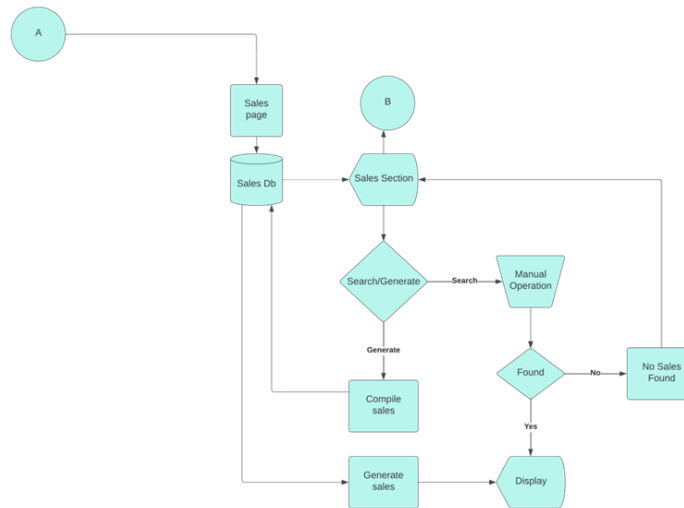 A
Sales
page
B
Sales Db
Sales Section
Search/Generate
Search
Manual
Operation
Generate
Found
No
No Sales
Found
Compile
sales
Yes
Generate
sales
Display